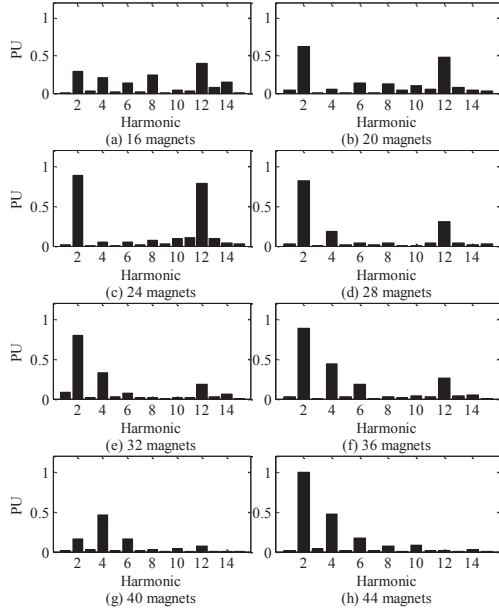 1
0.5
0
PU
2 4 6 8 10 12 14
Harmonic
(a) 16 magnets
1
0.5
0
2 4 6 8 10 12 14
Harmonic
(b) 20 magnets
1
0.5
0
PU
2 4 6 8 10 12 14
Harmonic
(c) 24 magnets
1
0.5
0
2 4 6 8 10 12 14
Harmonic
(d) 28 magnets
1
0.5
0
PU
2 4 6 8 10 12 14
Harmonic
(e) 32 magnets
1
0.5
0
2 4 6 8 10 12 14
Harmonic
(f) 36 magnets
1
0.5
0
PU
2 4 6 8 10 12 14
Harmonic
(g) 40 magnets
1
0.5
0
2 4 6 8 10 12 14
Harmonic
(h) 44 magnets